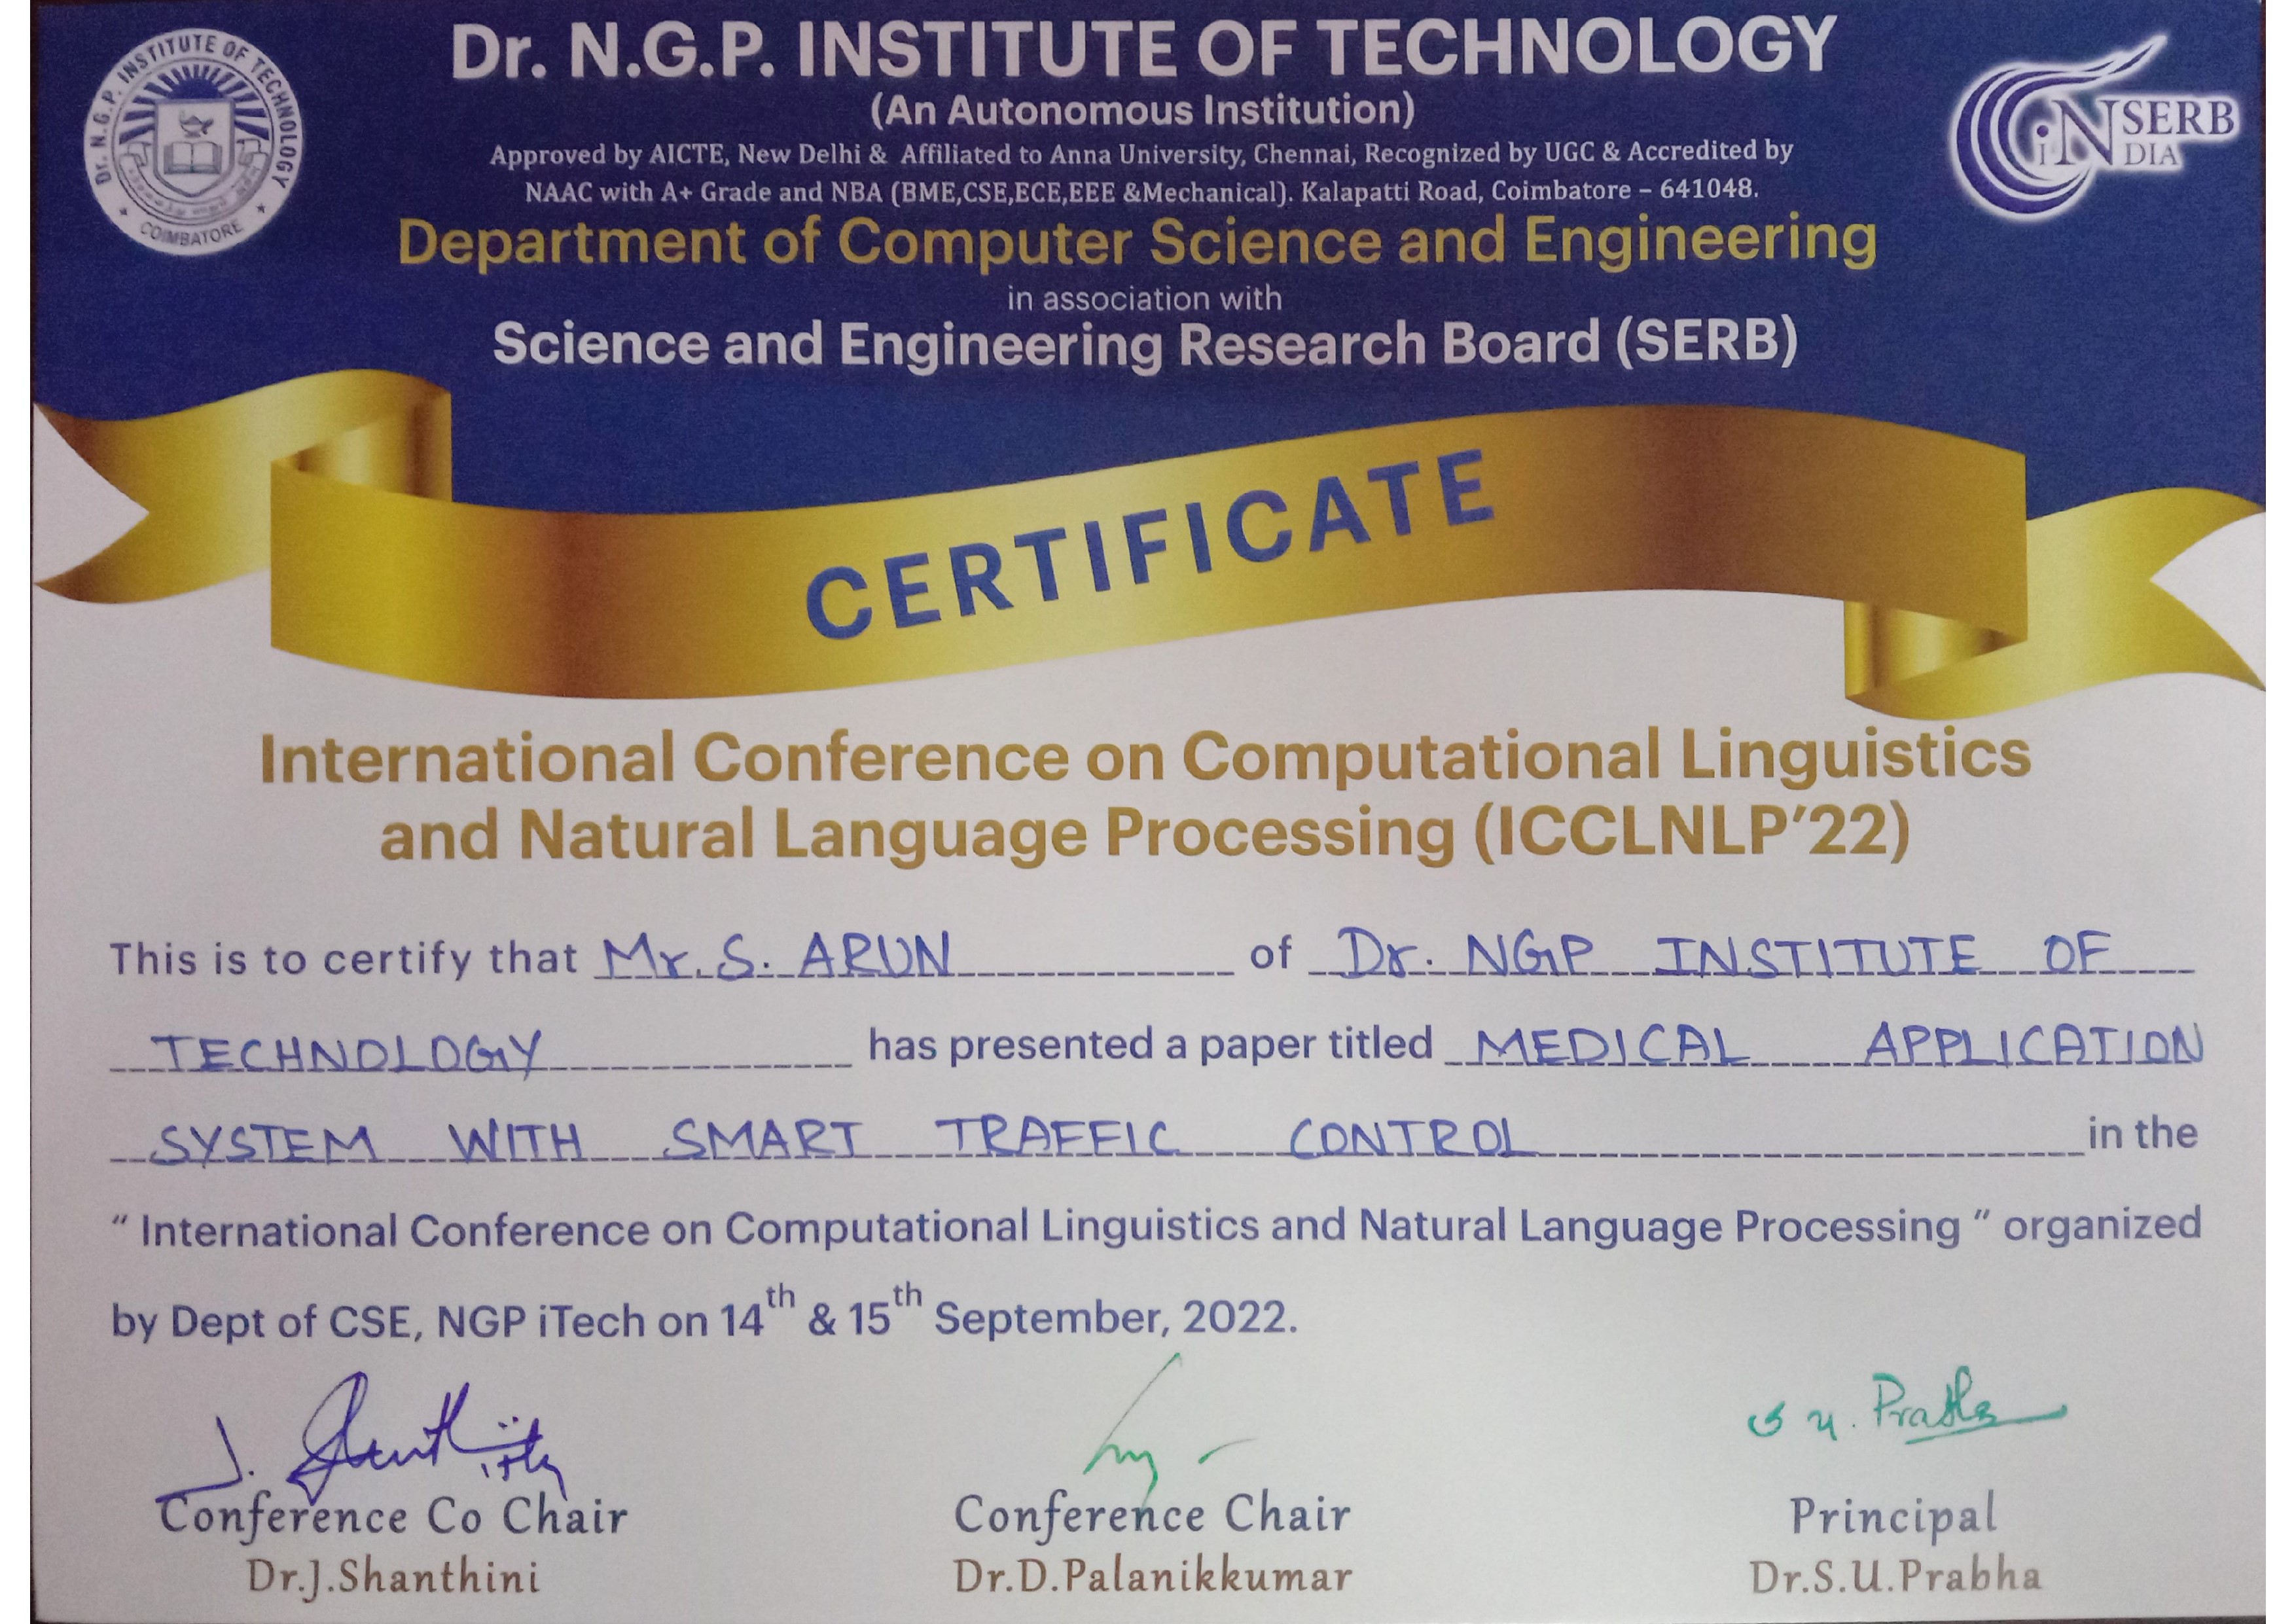 Dr. N.G.P. INSTITUTE OF TECHNOLOGY
(An Autonomous Institution)
Approved by AICTE, New Delhi & Affiliated to Anna University, Chennai, Recognized by UGC & Accredited by
NAAC with A+ Grade and NBA (BME,CSE,ECE,EEE &Mechanical). Kalapatti Road, Coimbatore – 641048.
Dr. N.G.P. INSTITUTE OF TECHNOLOGY
COIMBATORE
iN SERB
DIA
Department of Computer Science and Engineering
in association with
Science and Engineering Research Board (SERB)
CERTIFICATE
International Conference on Computational Linguistics
and Natural Language Processing (ICCLNLP’22)
This is to certify that Mr. S. ARUN of Dr. NGP INSTITUTE OF
TECHNOLOGY has presented a paper titled MEDICAL APPLICATION
SYSTEM WITH SMART TRAFFIC CONTROL in the
“ International Conference on Computational Linguistics and Natural Language Processing “ organized
by Dept of CSE, NGP iTech on 14th & 15th September, 2022.
J. Shanthini
S. U. Prabha
Conference Co Chair
Dr.J.Shanthini
Conference Chair
Dr.D.Palanikkumar
Principal
Dr.S.U.Prabha